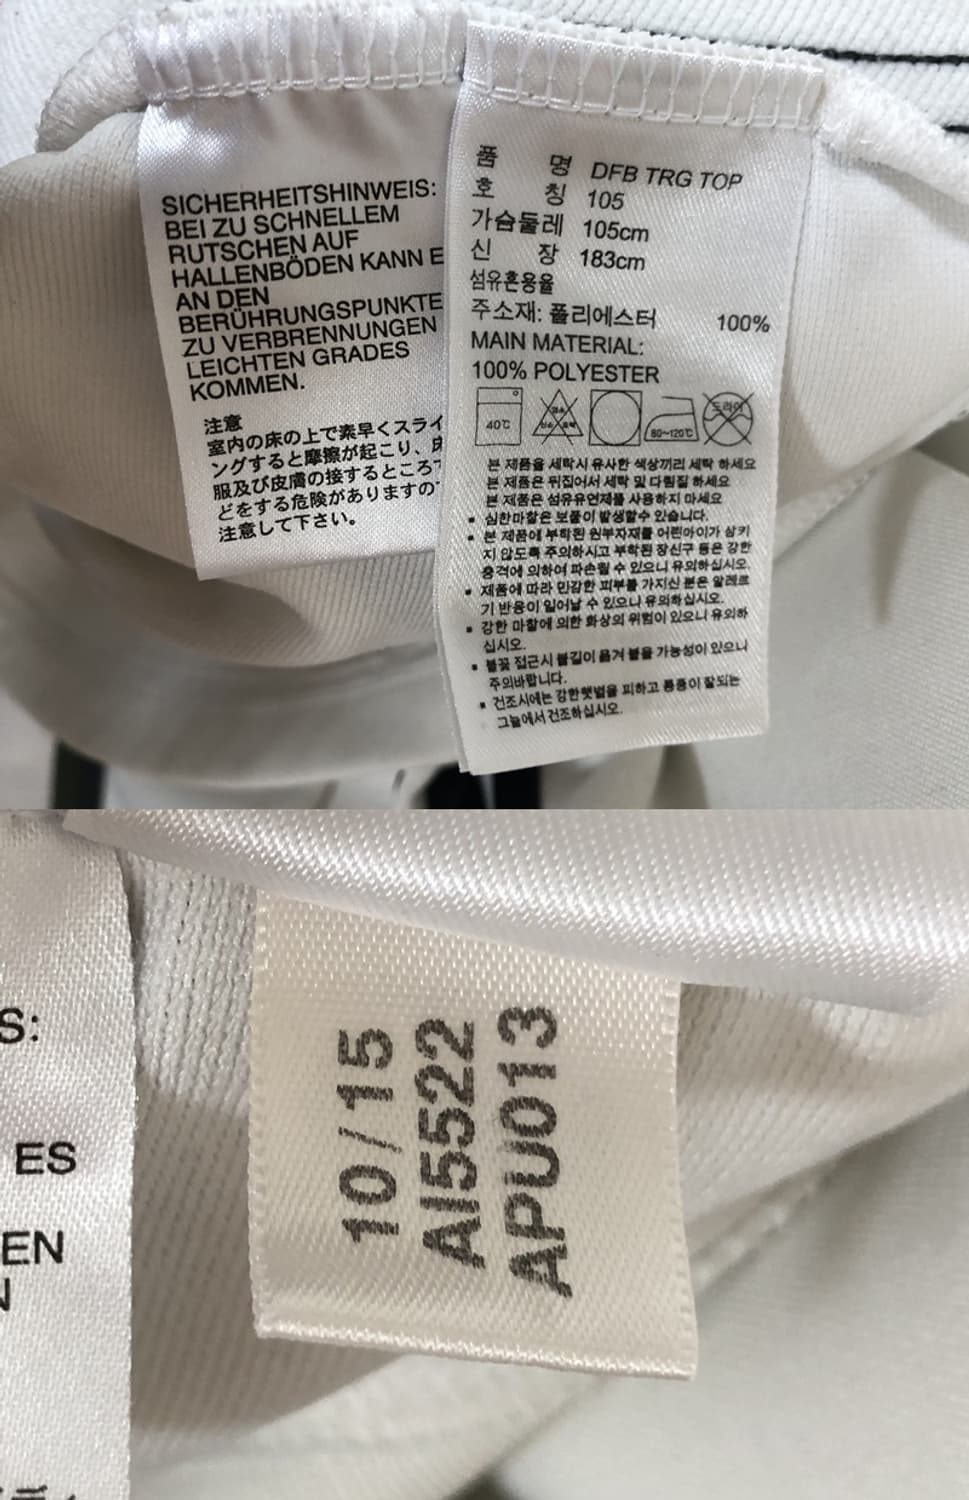 SICHERHEITSHINWEIS:
BEI ZU SCHNELLEM
RUTSCHEN AUF
HALLENBÖDEN KANN E
AN DEN
BERÜHRUNGSPUNKTE
ZU VERBRENNUNGEN
LEICHTEN GRADES
KOMMEN.
注意
室内の床の上で素早くスライ
ングすると摩擦が起こり、床
服及び皮膚の接するところ
どをする危険がありますの
注意して下さい。
품 명 DFB TRG TOP
호 칭 105
가슴둘레 105cm
신 장 183cm
섬유혼용율
주소재: 폴리에스터 100%
MAIN MATERIAL:
100% POLYESTER
40℃
80~120℃ 드라이
본 제품을 세탁시 유사한 색상끼리 세탁 하세요
본 제품은 뒤집어서 세탁 및 다림질 하세요
본 제품은 섬유유연제를 사용하지 마세요
▪ 심한마찰은 보풀이 발생할수 있습니다.
▪ 본 제품에 부착된 원부자재를 어린아이가 삼키
지 않도록 주의하시고 부착된 장신구 등은 강한
충격에 의하여 파손될 수 있으니 유의하십시오.
▪ 제품에 따라 민감한 피부를 가지신 분은 알레르
기 반응이 일어날 수 있으니 유의하십시오.
▪ 강한 마찰에 의한 화상의 위험이 있으니 유의하
십시오.
▪ 불꽃 접근시 불길이 옮겨 붙을 가능성이 있으니
주의바랍니다.
▪ 건조시에는 강한햇볕을 피하고 통풍이 잘되는
그늘에서 건조하십시오.
S:
ES
EN
N
10/15
AI5522
APU013